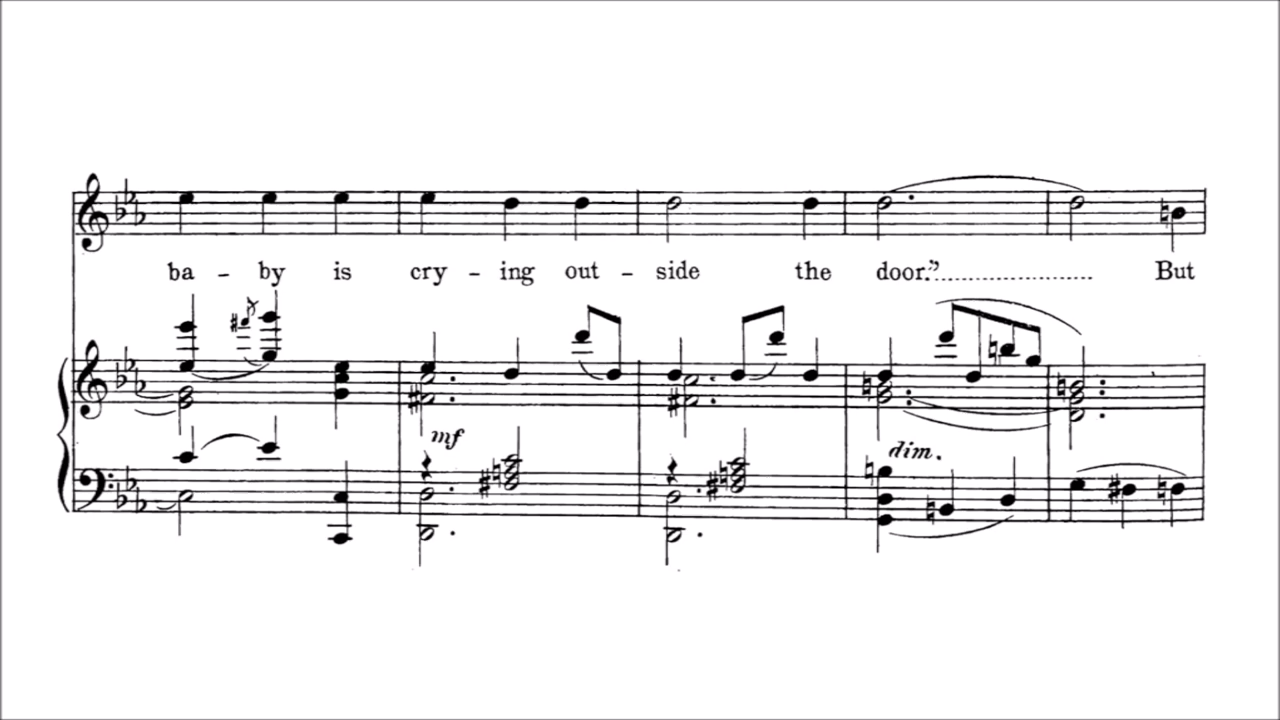 ba - by is cry - ing out - side the door.”...................... But
mf
dim.